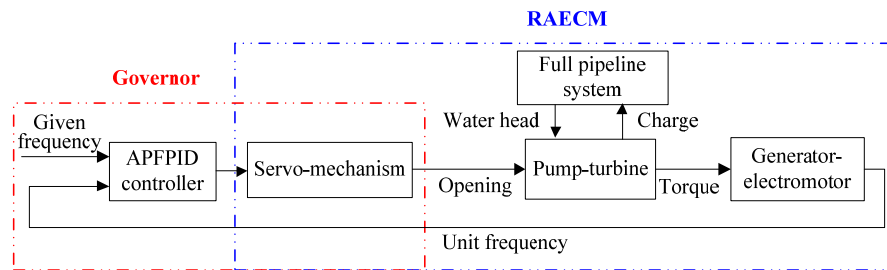 RAECM
Governor
Full pipeline
system
Given
frequency
Water head
Charge
APFPID
controller
Servo-mechanism
Opening
Pump-turbine
Torque
Generator-
electromotor
Unit frequency